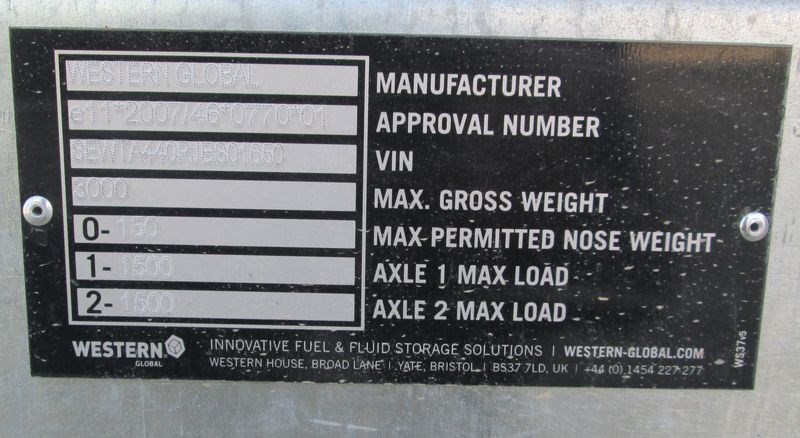 WESTERN GLOBAL MANUFACTURER
e11*2007/46*0770*01 APPROVAL NUMBER
VIN
3000 MAX. GROSS WEIGHT
0- 150 MAX PERMITTED NOSE WEIGHT
1- 1500 AXLE 1 MAX LOAD
2- 1500 AXLE 2 MAX LOAD
WESTERN GLOBAL INNOVATIVE FUEL & FLUID STORAGE SOLUTIONS | WESTERN-GLOBAL.COM
WESTERN HOUSE, BROAD LANE | YATE, BRISTOL | BS37 7LD, UK | +44 (0) 1454 227 277
WS37v5